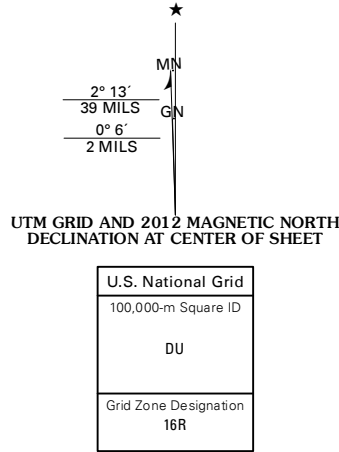 MN
2° 13´
39 MILS
GN
0° 6´
2 MILS
UTM GRID AND 2012 MAGNETIC NORTH
DECLINATION AT CENTER OF SHEET
U.S. National Grid
100,000-m Square ID
DU
Grid Zone Designation
16R